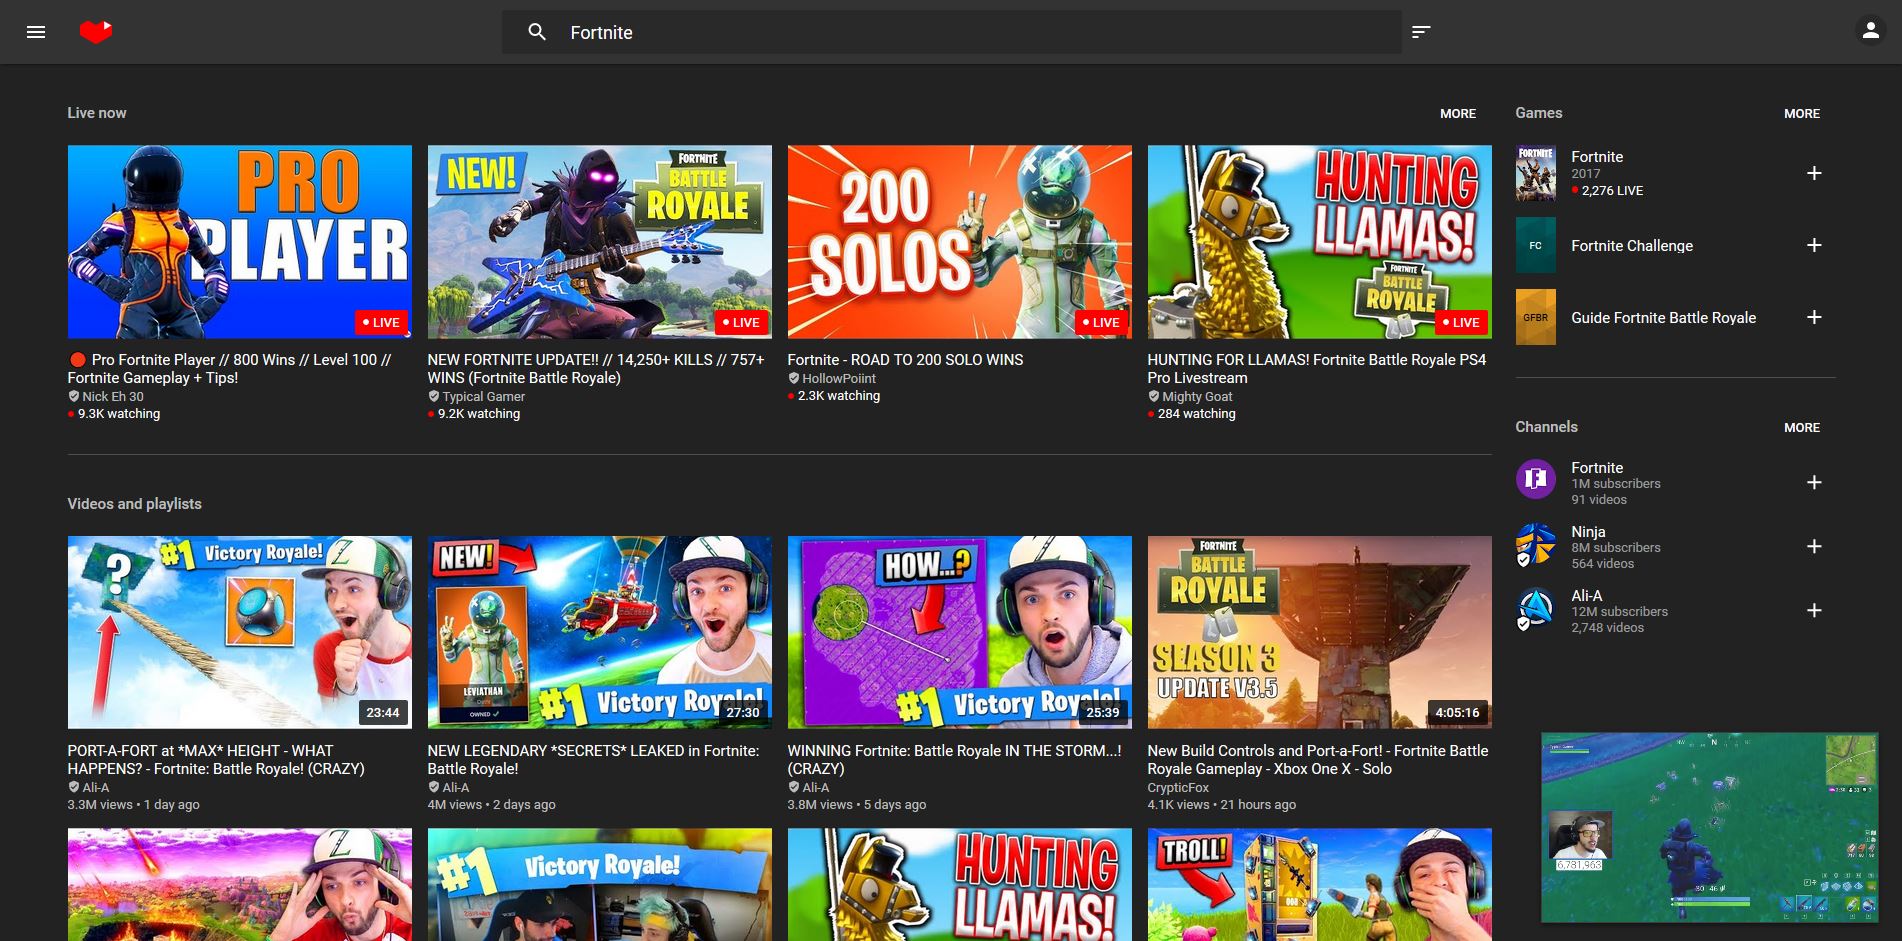 Fortnite
Live now
MORE
PRO
PLAYER
LIVE
NEW!
FORTNITE
BATTLE
ROYALE
LIVE
200
SOLOS
LIVE
HUNTING
LLAMAS!
FORTNITE
BATTLE
ROYALE
LIVE
Pro Fortnite Player // 800 Wins // Level 100 //
Fortnite Gameplay + Tips!
Nick Eh 30
9.3K watching
NEW FORTNITE UPDATE!! // 14,250+ KILLS // 757+
WINS (Fortnite Battle Royale)
Typical Gamer
9.2K watching
Fortnite - ROAD TO 200 SOLO WINS
HollowPoiint
2.3K watching
HUNTING FOR LLAMAS! Fortnite Battle Royale PS4
Pro Livestream
Mighty Goat
284 watching
Games
MORE
FORTNITE
Fortnite
2017
2,276 LIVE
FC
Fortnite Challenge
GFBR
Guide Fortnite Battle Royale
Channels
MORE
Fortnite
1M subscribers
91 videos
Ninja
8M subscribers
564 videos
Ali-A
12M subscribers
2,748 videos
Videos and playlists
?
#1 Victory Royale!
23:44
NEW!
LEVIATHAN
OWNED
#1 Victory Royale!
27:30
HOW...?
#1 Victory Royale!
25:39
FORTNITE
BATTLE
ROYALE
SEASON 3
UPDATE V3.5
4:05:16
PORT-A-FORT at *MAX* HEIGHT - WHAT
HAPPENS? - Fortnite: Battle Royale! (CRAZY)
Ali-A
3.3M views • 1 day ago
NEW LEGENDARY *SECRETS* LEAKED in Fortnite:
Battle Royale!
Ali-A
4M views • 2 days ago
WINNING Fortnite: Battle Royale IN THE STORM...!
(CRAZY)
Ali-A
3.8M views • 5 days ago
New Build Controls and Port-a-Fort! - Fortnite Battle
Royale Gameplay - Xbox One X - Solo
CrypticFox
4.1K views • 21 hours ago
#1 Victory Royale!
HUNTING
LLAMAS!
TROLL!
N
6,731,963